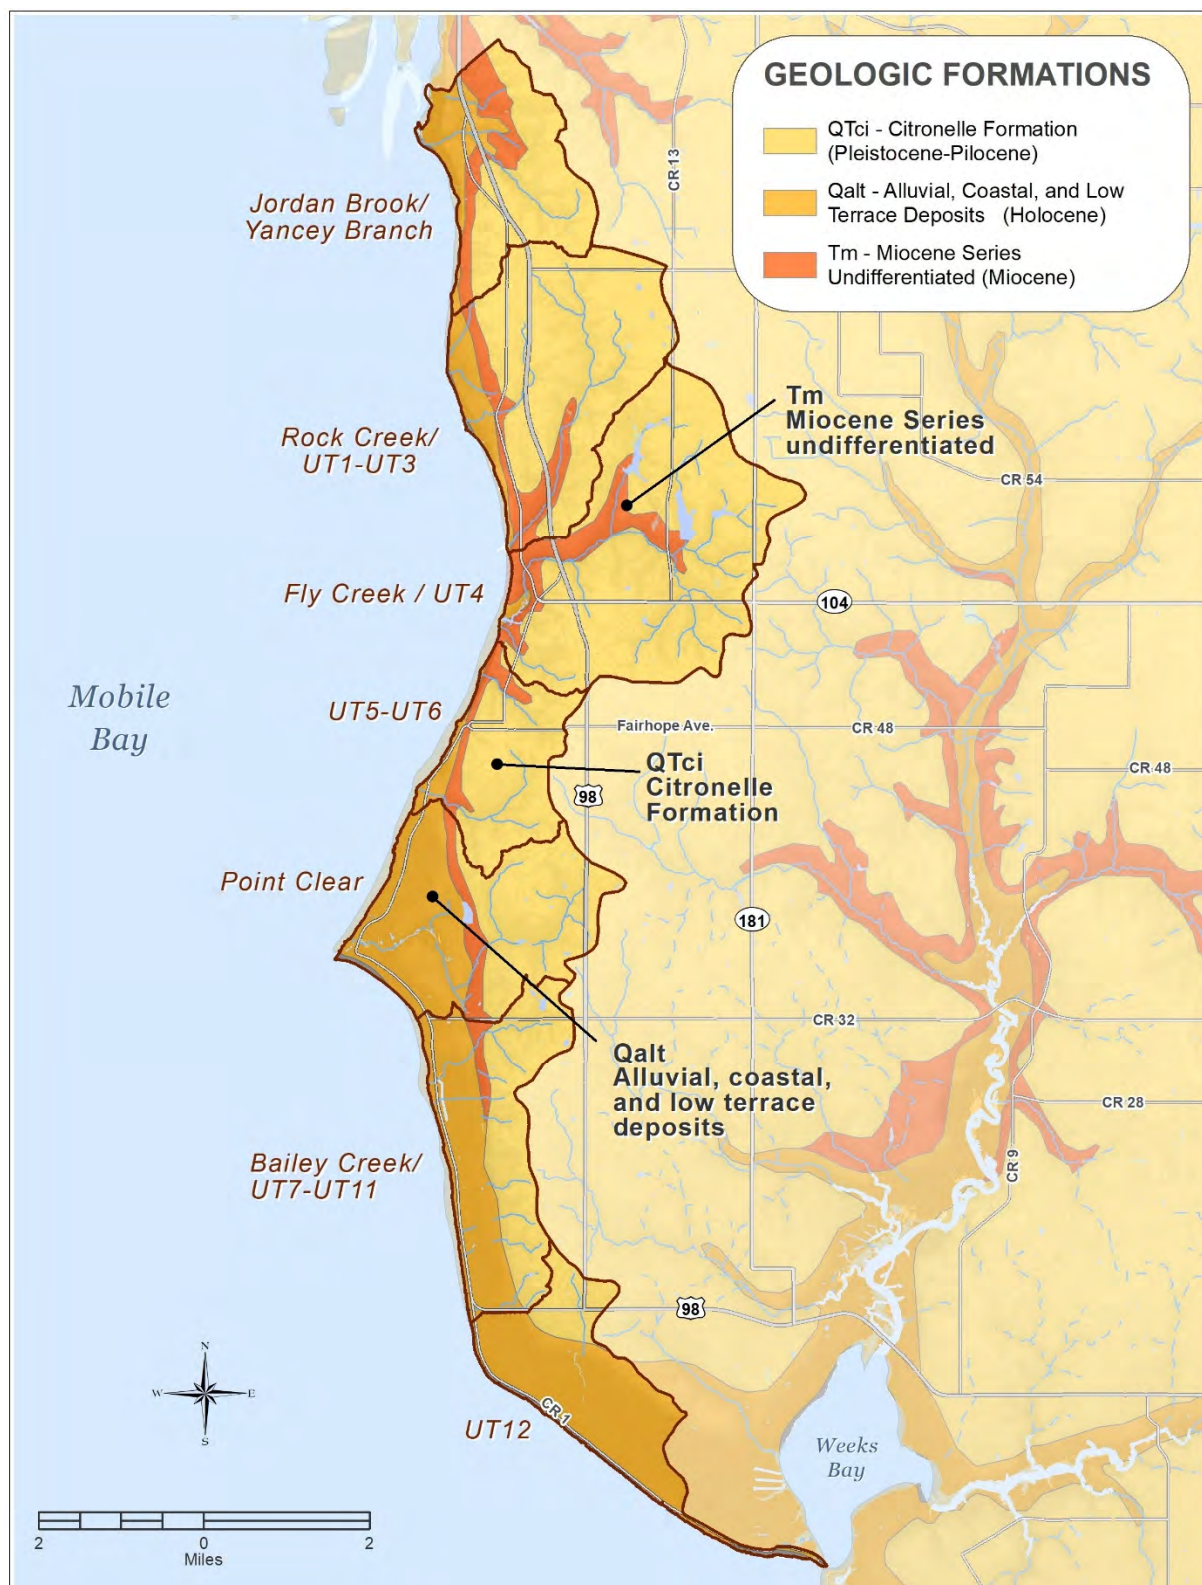 GEOLOGIC FORMATIONS
QTci - Citronelle Formation
(Pleistocene-Pilocene)
Qalt - Alluvial, Coastal, and Low
Terrace Deposits (Holocene)
Tm - Miocene Series
Undifferentiated (Miocene)
CR 13
Jordan Brook/
Yancey Branch
Tm
Miocene Series
undifferentiated
Rock Creek/
UT1-UT3
CR 54
Fly Creek / UT4
104
Mobile
Bay
UT5-UT6
Fairhope Ave.
CR 48
CR 48
QTci
Citronelle
Formation
98
Point Clear
181
CR 32
Qalt
Alluvial, coastal,
and low terrace
deposits
CR 28
Bailey Creek/
UT7-UT11
CR 9
98
N
W
E
S
CR 1
UT12
Weeks
Bay
2
0
2
Miles